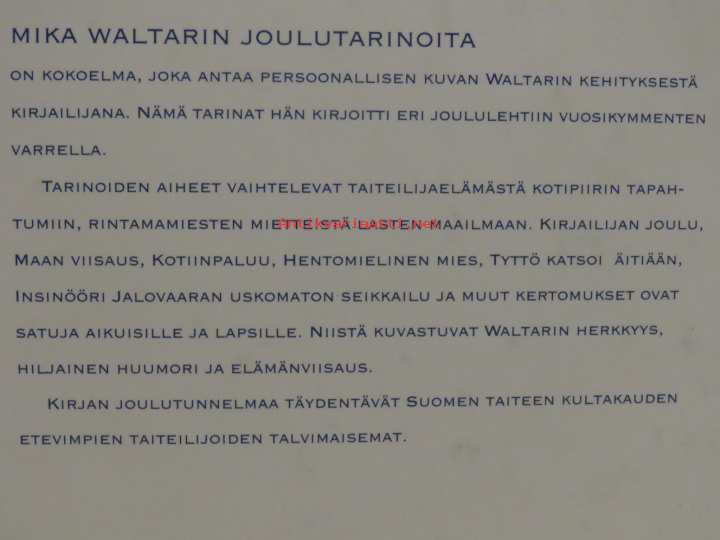 MIKA WALTARIN JOULUTARINOITA
ON KOKOELMA, JOKA ANTAA PERSOONALLISEN KUVAN WALTARIN KEHITYKSESTÄ
KIRJAILIJANA. NÄMÄ TARINAT HÄN KIRJOITTI ERI JOULULEHTIIN VUOSIKYMMENTEN
VARRELLA.
TARINOIDEN AIHEET VAIHTELEVAT TAITEILIJAELÄMÄSTÄ KOTIPIIRIN TAPAH-
TUMIIN, RINTAMAMIESTEN MIETTEISTÄ LASTEN MAAILMAAN. KIRJAILIJAN JOULU,
MAAN VIISAUS, KOTIINPALUU, HENTOMIELINEN MIES, TYTTÖ KATSOI ÄITIÄÄN,
INSINÖÖRI JALOVAARAN USKOMATON SEIKKAILU JA MUUT KERTOMUKSET OVAT
SATUJA AIKUISILLE JA LAPSILLE. NIISTÄ KUVASTUVAT WALTARIN HERKKYYS,
HILJAINEN HUUMORI JA ELÄMÄNVIISAUS.
KIRJAN JOULUTUNNELMAA TÄYDENTÄVÄT SUOMEN TAITEEN KULTAKAUDEN
ETEVIMPIEN TAITEILIJOIDEN TALVIMAISEMAT.